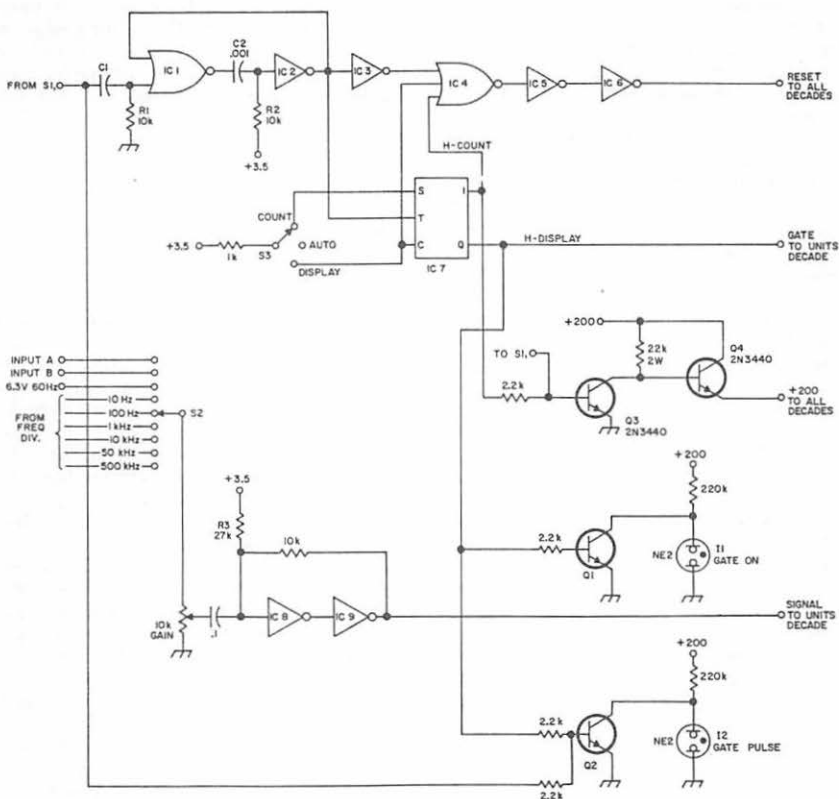 FROM S1,
C1
R1
10k
IC 1
C2
.001
R2
10k
+3.5
IC 2
IC 3
IC 4
IC 5
IC 6
RESET
TO ALL
DECADES
H-COUNT
COUNT
+3.5
1k
S3
AUTO
DISPLAY
S
T
C
1
Q
IC 7
H-DISPLAY
GATE
TO UNITS
DECADE
INPUT A
INPUT B
6.3V 60Hz
FROM
FREQ
DIV.
10 Hz
100 Hz
1 kHz
10 kHz
50 kHz
500 kHz
S2
TO S1,
2.2k
+200
22k
2W
Q3
2N3440
Q4
2N3440
+200
TO ALL
DECADES
+200
220k
2.2k
Q1
NE2
I1
GATE ON
+3.5
R3
27k
10k
10k
GAIN
.1
IC 8
IC 9
SIGNAL
TO UNITS
DECADE
+200
220k
2.2k
Q2
NE2
I2
GATE PULSE
2.2k